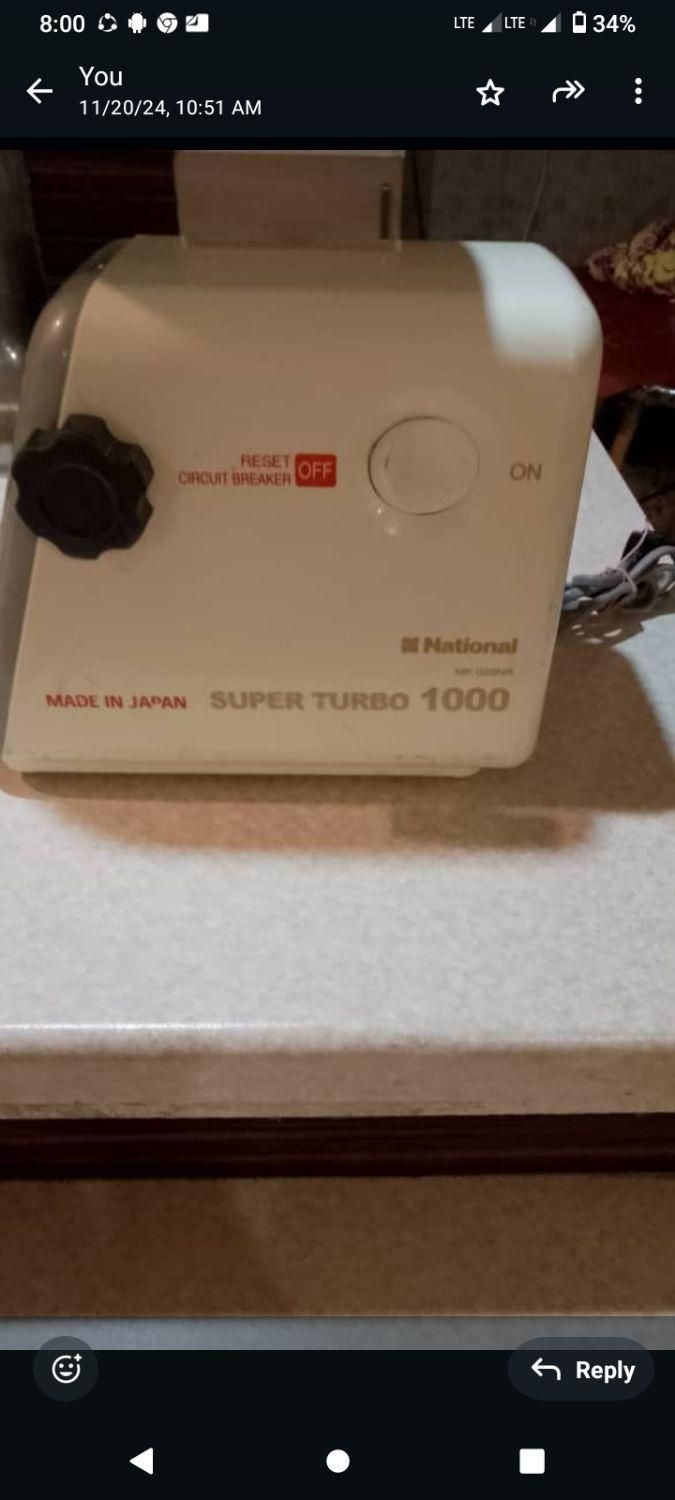 8:00
LTE LTE 34%
You
11/20/24, 10:51 AM
RESET
CIRCUIT BREAKER OFF
ON
National
MADE IN JAPAN SUPER TURBO 1000
Reply